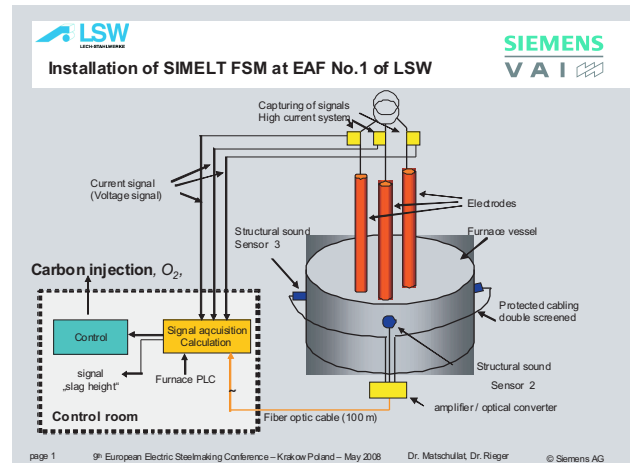 LSW
LECH-STAHLWERKE
SIEMENS
VAI
Installation of SIMELT FSM at EAF No.1 of LSW
Capturing of signals
High current system
Current signal
(Voltage signal)
Electrodes
Structural sound
Sensor 3
Furnace vessel
Carbon injection, O2,
Protected cabling
double screened
Control
Signal aqcuisition
Calculation
Structural sound
Sensor 2
signal
„slag height“
Furnace PLC
~
amplifier / optical converter
Control room
Fiber optic cable (100 m)
page 1
9th European Electric Steelmaking Conference – Krakow Poland – May 2008
Dr. Matschullat, Dr. Rieger
© Siemens AG